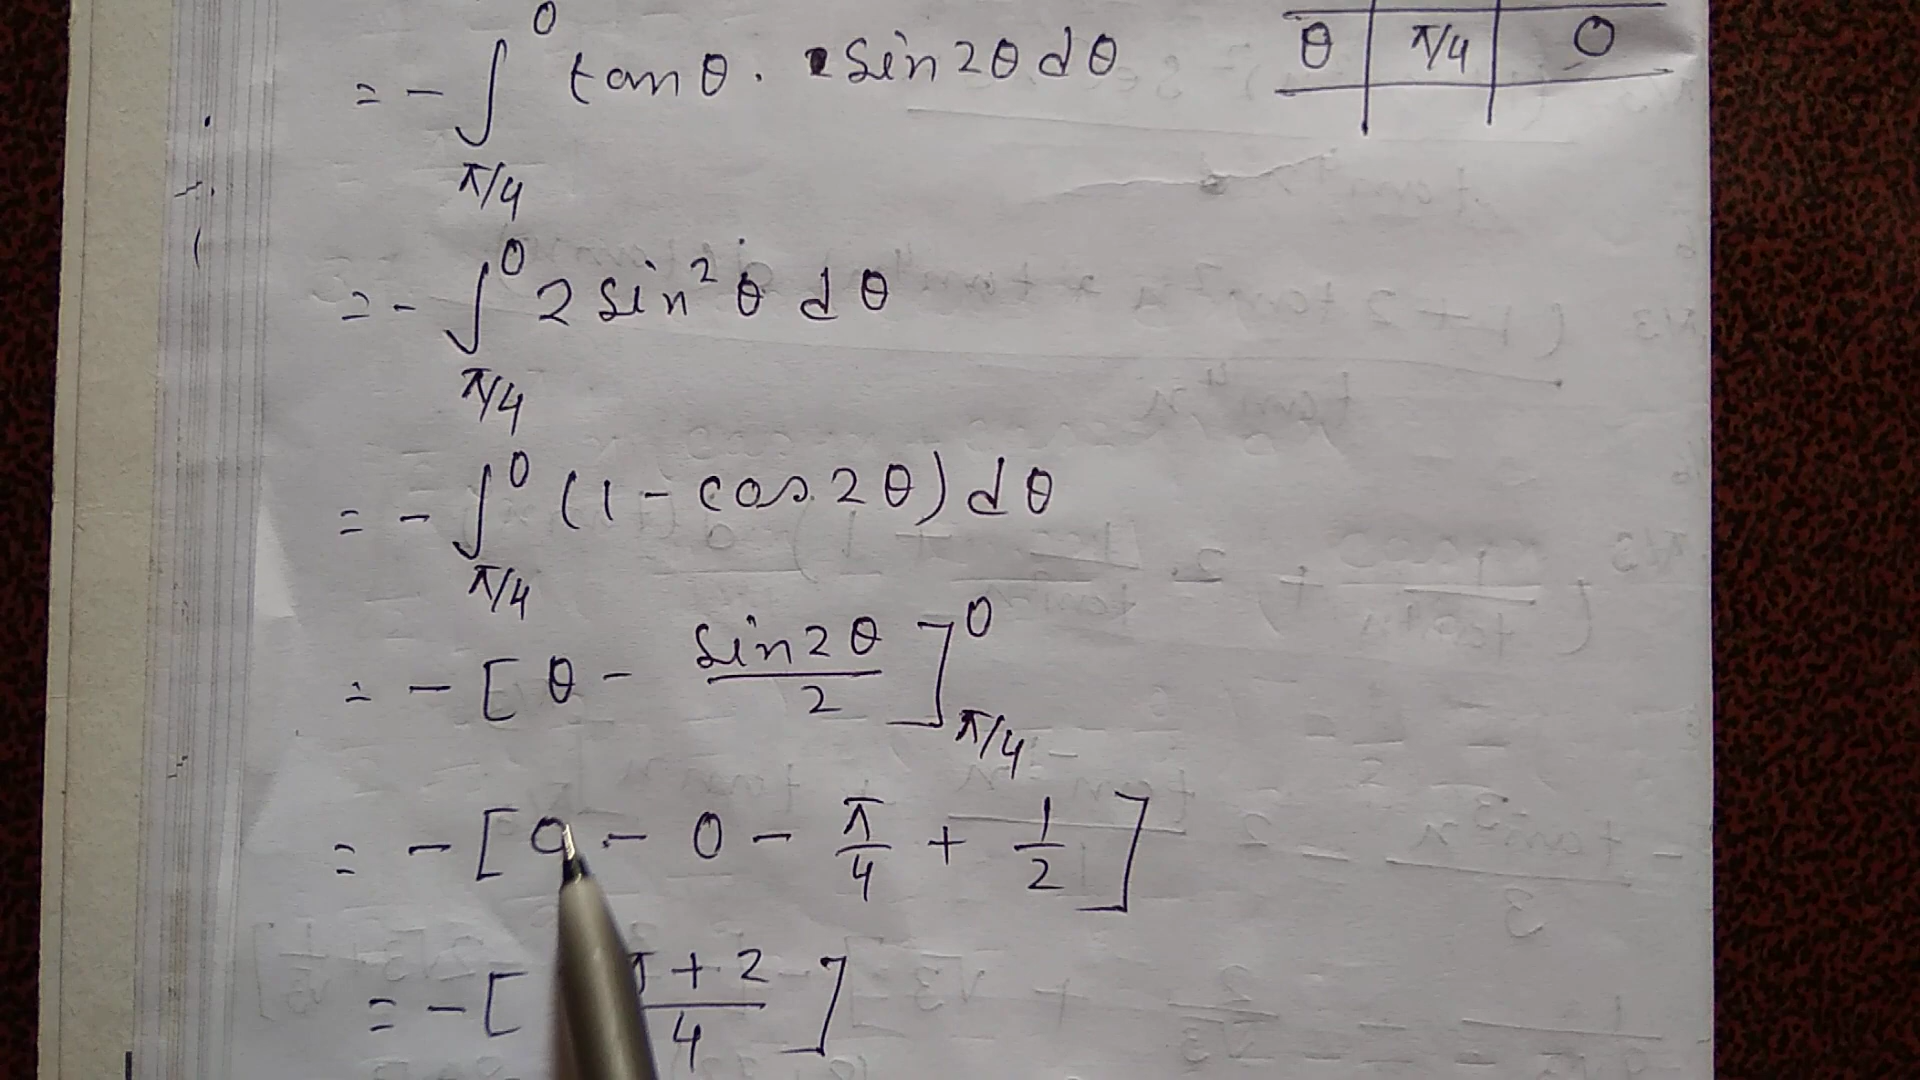 = - ∫_{π/4}^{0} tanθ . sin2θ dθ
θ | π/4 | 0
= - ∫_{π/4}^{0} 2 sin²θ dθ
= - ∫_{π/4}^{0} (1 - cos 2θ) dθ
= - [ θ - sin2θ/2 ]_{π/4}^{0}
= - [ 0 - 0 - π/4 + 1/2 ]
= - [ π + 2 / 4 ]